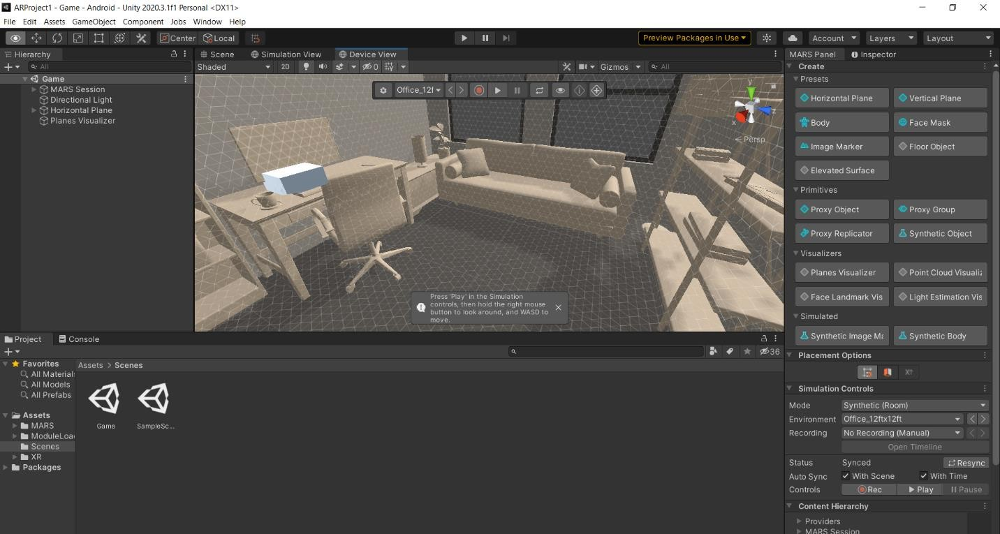 ARProject1 - Game - Android - Unity 2020.3.1f1 Personal <DX11>
File Edit Assets GameObject Component Jobs Window Help
Center Local Preview Packages in Use Account Layers Layout
Hierarchy
All
Game
MARS Session
Directional Light
Horizontal Plane
Planes Visualizer
Scene Simulation View Device View
Shaded 2D 0 Gizmos All
Office_12f
y
z
x
Persp
Press 'Play' in the Simulation
controls, then hold the right mouse
button to look around, and WASD to
move.
MARS Panel Inspector
Create
Presets
Horizontal Plane Vertical Plane
Body Face Mask
Image Marker Floor Object
Elevated Surface
Primitives
Proxy Object Proxy Group
Proxy Replicator Synthetic Object
Visualizers
Planes Visualizer Point Cloud Visuali
Face Landmark Vis Light Estimation Vis
Simulated
Synthetic Image Ma Synthetic Body
Placement Options
X
Simulation Controls
Mode Synthetic (Room)
Environment Office_12ftx12ft
Recording No Recording (Manual)
Open Timeline
Status Synced Resync
Auto Sync With Scene With Time
Controls Rec Play Pause
Content Hierarchy
Providers
MARS Session
Project Console
36
Favorites
All Material
All Models
All Prefabs
Assets
MARS
ModuleLoa
Scenes
XR
Packages
Assets > Scenes
Game SampleSc...